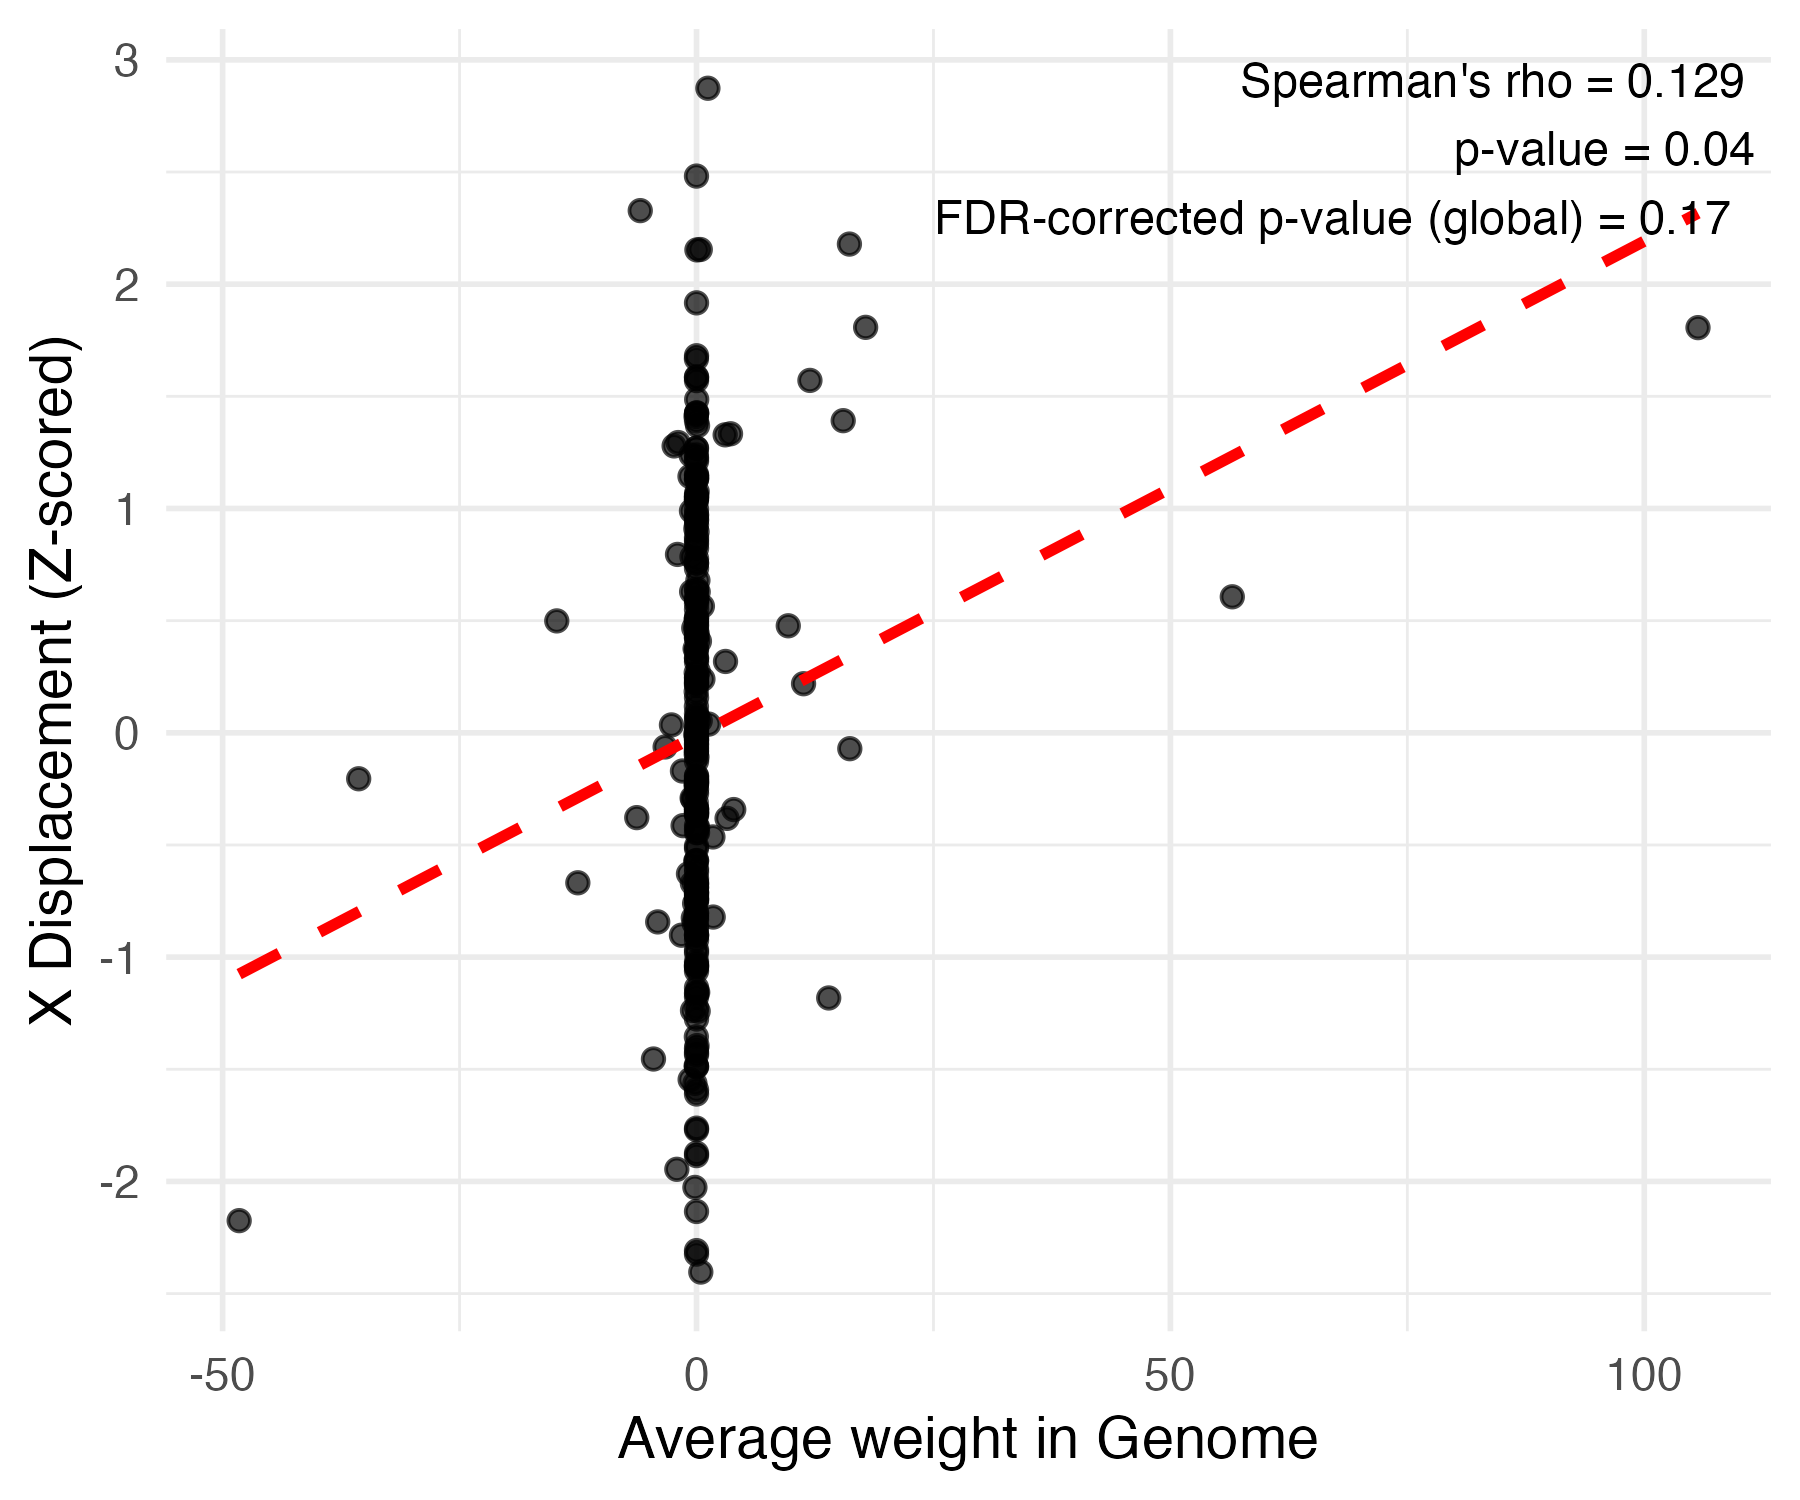 Spearman's rho = 0.129
p-value = 0.04
FDR-corrected p-value (global) = 0.17
3
2
1
0
-1
-2
X Displacement (Z-scored)
-50 0 50 100
Average weight in Genome